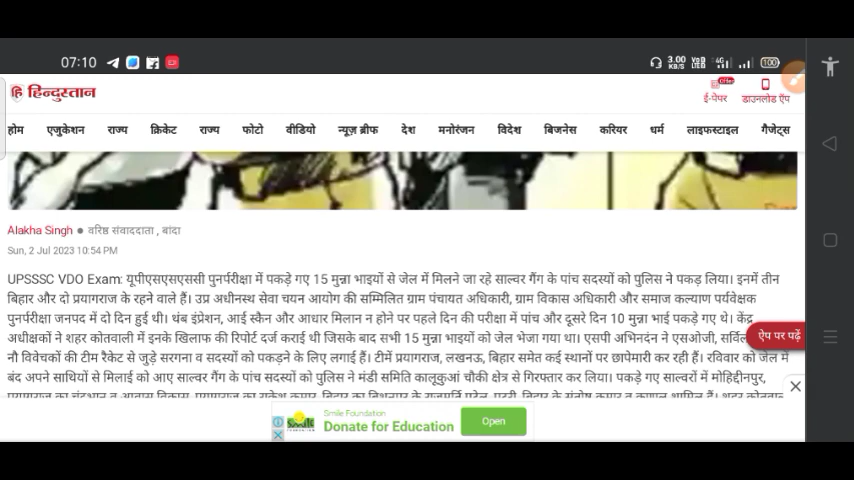 07:10
3.00 KB/S
4G
100
हिन्दुस्तान
ई-पेपर
डाउनलोड ऐप
होम एजुकेशन राज्य क्रिकेट राज्य फोटो वीडियो न्यूज़ ब्रीफ देश मनोरंजन विदेश बिजनेस करियर धर्म लाइफस्टाइल गैजेट्स
Alakha Singh ● वरिष्ठ संवाददाता , बांदा
Sun, 2 Jul 2023 10:54 PM
UPSSSC VDO Exam: यूपीएसएसएससी पुनर्परीक्षा में पकड़े गए 15 मुन्ना भाइयों से जेल में मिलने जा रहे साल्वर गैंग के पांच सदस्यों को पुलिस ने पकड़ लिया। इनमें तीन
बिहार और दो प्रयागराज के रहने वाले हैं। उप्र अधीनस्थ सेवा चयन आयोग की सम्मिलित ग्राम पंचायत अधिकारी, ग्राम विकास अधिकारी और समाज कल्याण पर्यवेक्षक
पुनर्परीक्षा जनपद में दो दिन हुई थी। थंब इंप्रेशन, आई स्कैन और आधार मिलान न होने पर पहले दिन की परीक्षा में पांच और दूसरे दिन 10 मुन्ना भाई पकड़े गए थे। केंद्र
अधीक्षकों ने शहर कोतवाली में इनके खिलाफ की रिपोर्ट दर्ज कराई थी जिसके बाद सभी 15 मुन्ना भाइयों को जेल भेजा गया था। एसपी अभिनदंन ने एसओजी,
ऐप पर पढ़ें
नौ विवेचकों की टीम रैकेट से जुड़े सरगना व सदस्यों को पकड़ने के लिए लगाई हैं। टीमें प्रयागराज, लखनऊ, बिहार समेत कई स्थानों पर छापेमारी कर रही हैं। रविवार को जेल में
बंद अपने साथियों से मिलाई को आए साल्वर गैंग के पांच सदस्यों को पुलिस ने मंडी समिति कालूकुआं चौकी क्षेत्र से गिरफ्तार कर लिया। पकड़े गए साल्वरों में मोहिद्दीनपुर,
Smile Foundation
Donate for Education
Open